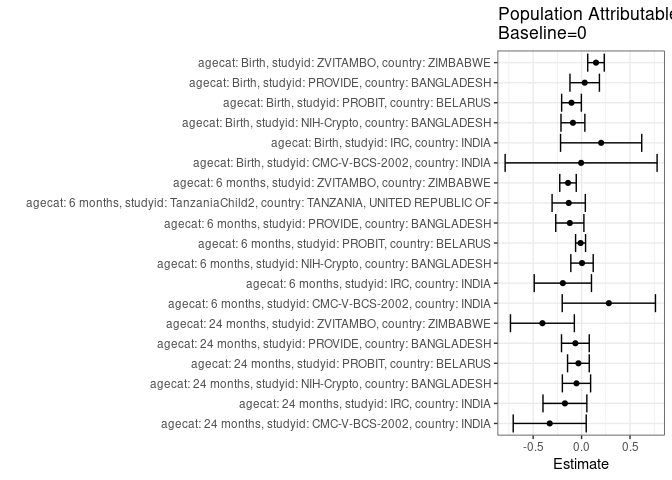 Population Attributable
Baseline=0
agecat: Birth, studyid: ZVITAMBO, country: ZIMBABWE
agecat: Birth, studyid: PROVIDE, country: BANGLADESH
agecat: Birth, studyid: PROBIT, country: BELARUS
agecat: Birth, studyid: NIH-Crypto, country: BANGLADESH
agecat: Birth, studyid: IRC, country: INDIA
agecat: Birth, studyid: CMC-V-BCS-2002, country: INDIA
agecat: 6 months, studyid: ZVITAMBO, country: ZIMBABWE
agecat: 6 months, studyid: TanzaniaChild2, country: TANZANIA, UNITED REPUBLIC OF
agecat: 6 months, studyid: PROVIDE, country: BANGLADESH
agecat: 6 months, studyid: PROBIT, country: BELARUS
agecat: 6 months, studyid: NIH-Crypto, country: BANGLADESH
agecat: 6 months, studyid: IRC, country: INDIA
agecat: 6 months, studyid: CMC-V-BCS-2002, country: INDIA
agecat: 24 months, studyid: ZVITAMBO, country: ZIMBABWE
agecat: 24 months, studyid: PROVIDE, country: BANGLADESH
agecat: 24 months, studyid: PROBIT, country: BELARUS
agecat: 24 months, studyid: NIH-Crypto, country: BANGLADESH
agecat: 24 months, studyid: IRC, country: INDIA
agecat: 24 months, studyid: CMC-V-BCS-2002, country: INDIA
-0.5 0.0 0.5
Estimate